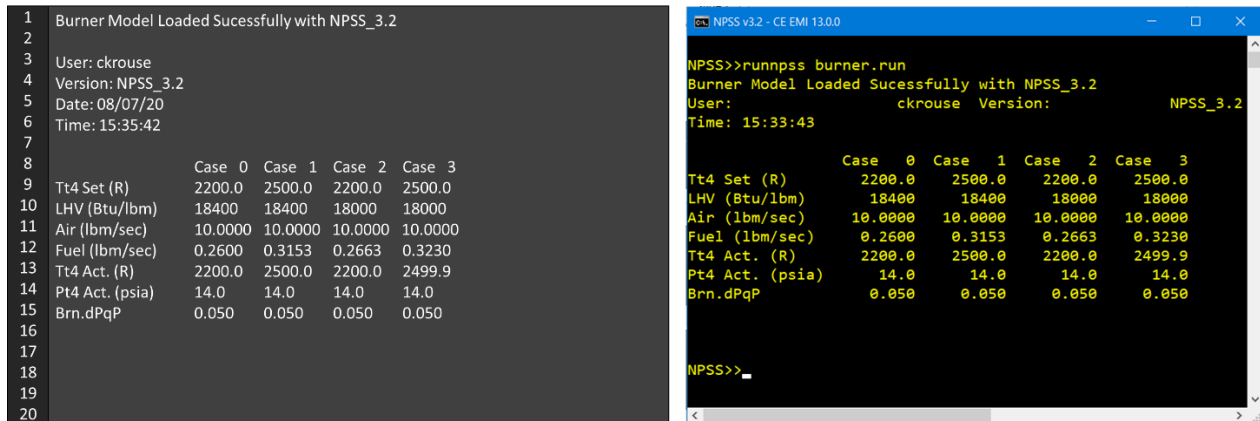 1 Burner Model Loaded Sucessfully with NPSS_3.2
2
3 User: ckrouse
4 Version: NPSS_3.2
5 Date: 08/07/20
6 Time: 15:35:42
7
8 Case 0 Case 1 Case 2 Case 3
9 Tt4 Set (R) 2200.0 2500.0 2200.0 2500.0
10 LHV (Btu/lbm) 18400 18400 18000 18000
11 Air (lbm/sec) 10.0000 10.0000 10.0000 10.0000
12 Fuel (lbm/sec) 0.2600 0.3153 0.2663 0.3230
13 Tt4 Act. (R) 2200.0 2500.0 2200.0 2499.9
14 Pt4 Act. (psia) 14.0 14.0 14.0 14.0
15 Brn.dPqP 0.050 0.050 0.050 0.050
16
17
18
19
20
NPSS v3.2 - CE EMI 13.0.0
NPSS>>runnpss burner.run
Burner Model Loaded Sucessfully with NPSS_3.2
User: ckrouse Version: NPSS_3.2
Time: 15:33:43
Case 0 Case 1 Case 2 Case 3
Tt4 Set (R) 2200.0 2500.0 2200.0 2500.0
LHV (Btu/lbm) 18400 18400 18000 18000
Air (lbm/sec) 10.0000 10.0000 10.0000 10.0000
Fuel (lbm/sec) 0.2600 0.3153 0.2663 0.3230
Tt4 Act. (R) 2200.0 2500.0 2200.0 2499.9
Pt4 Act. (psia) 14.0 14.0 14.0 14.0
Brn.dPqP 0.050 0.050 0.050 0.050
NPSS>>_